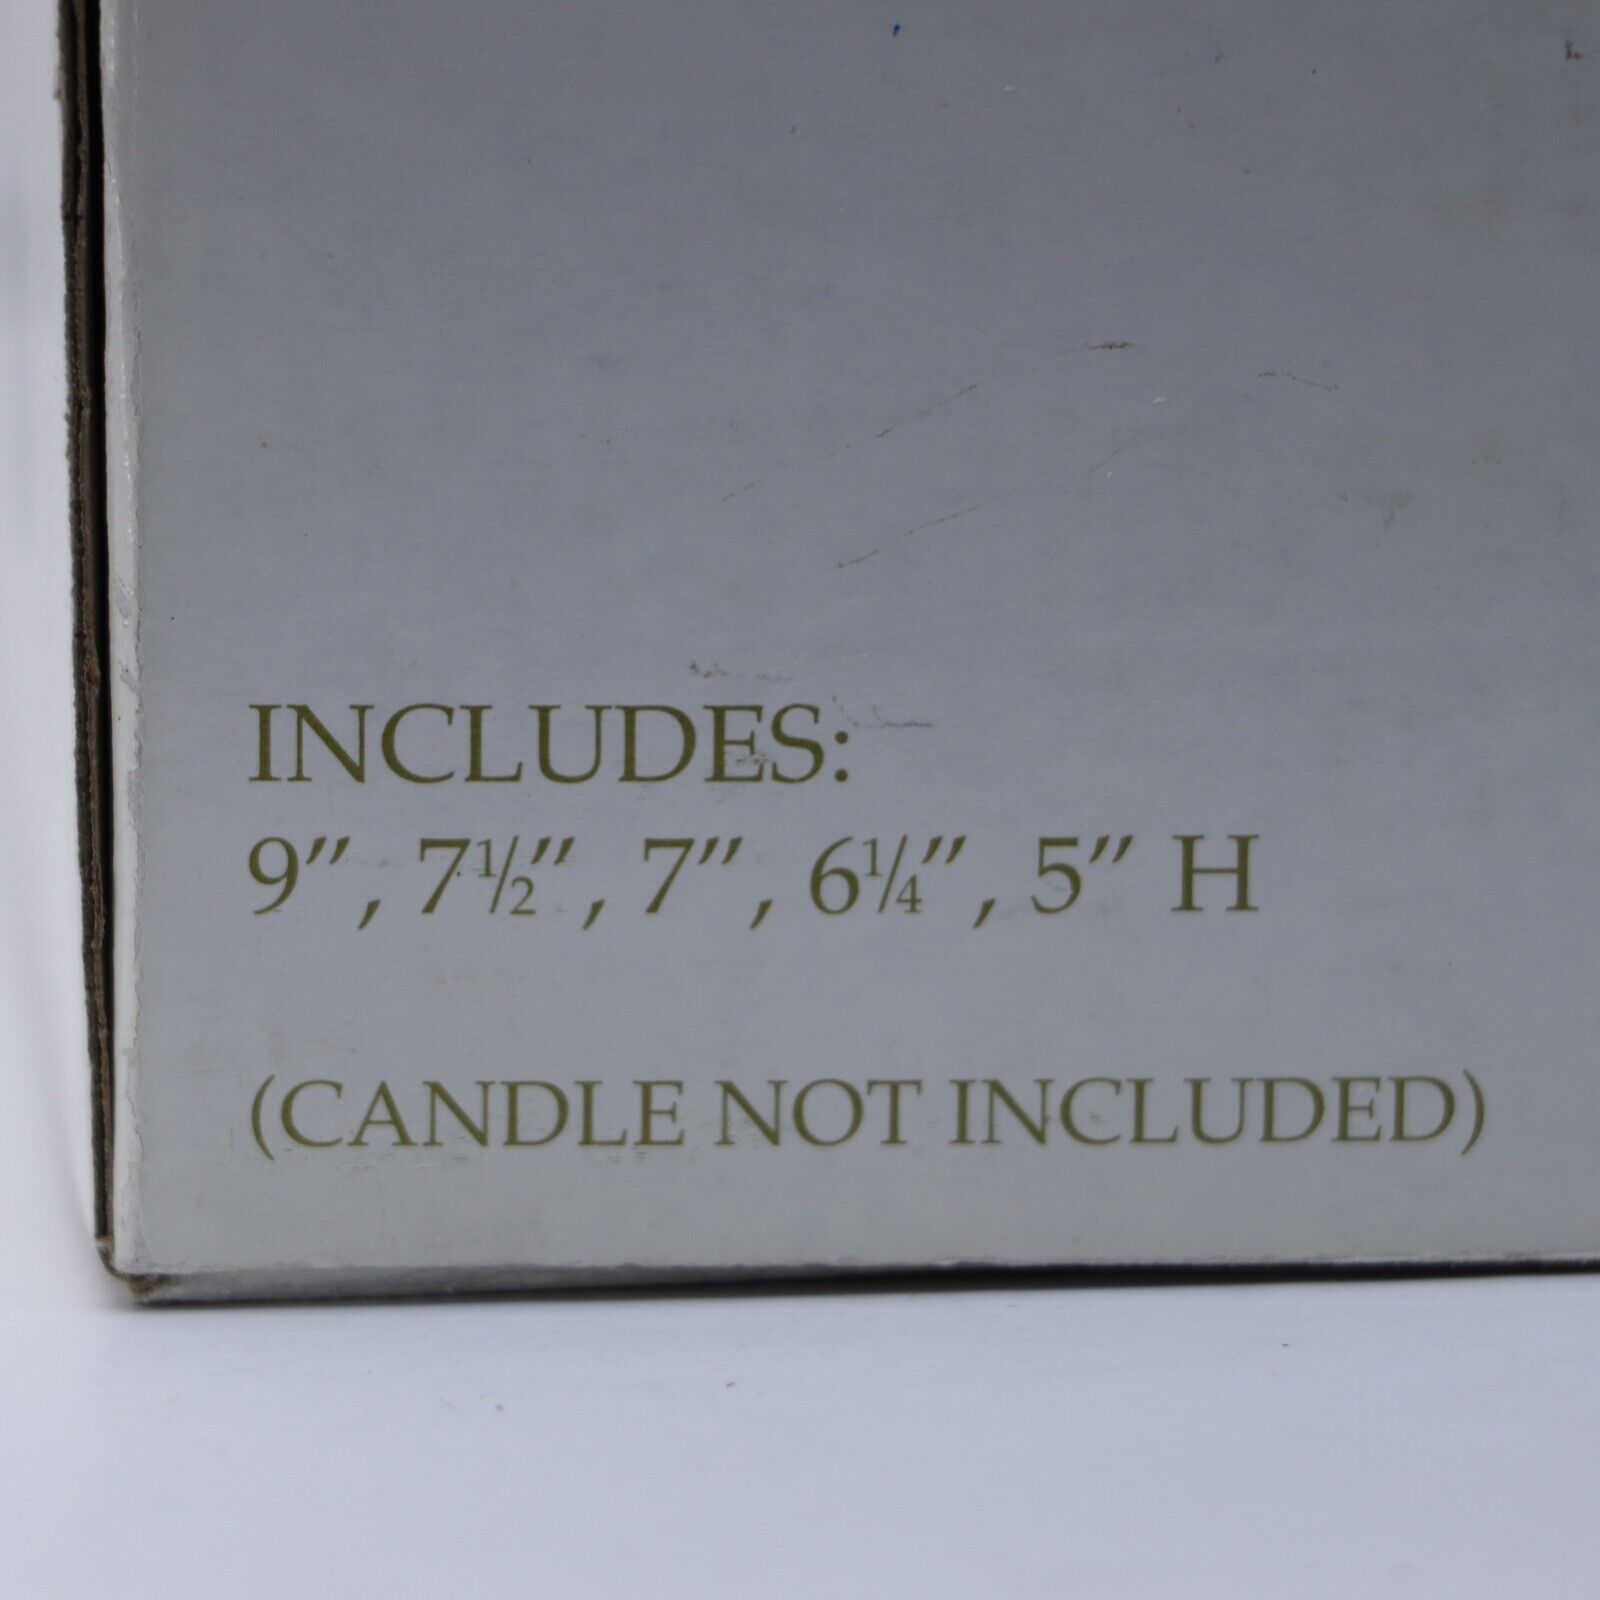 INCLUDES:
9", 7½", 7", 6¼", 5" H
(CANDLE NOT INCLUDED)